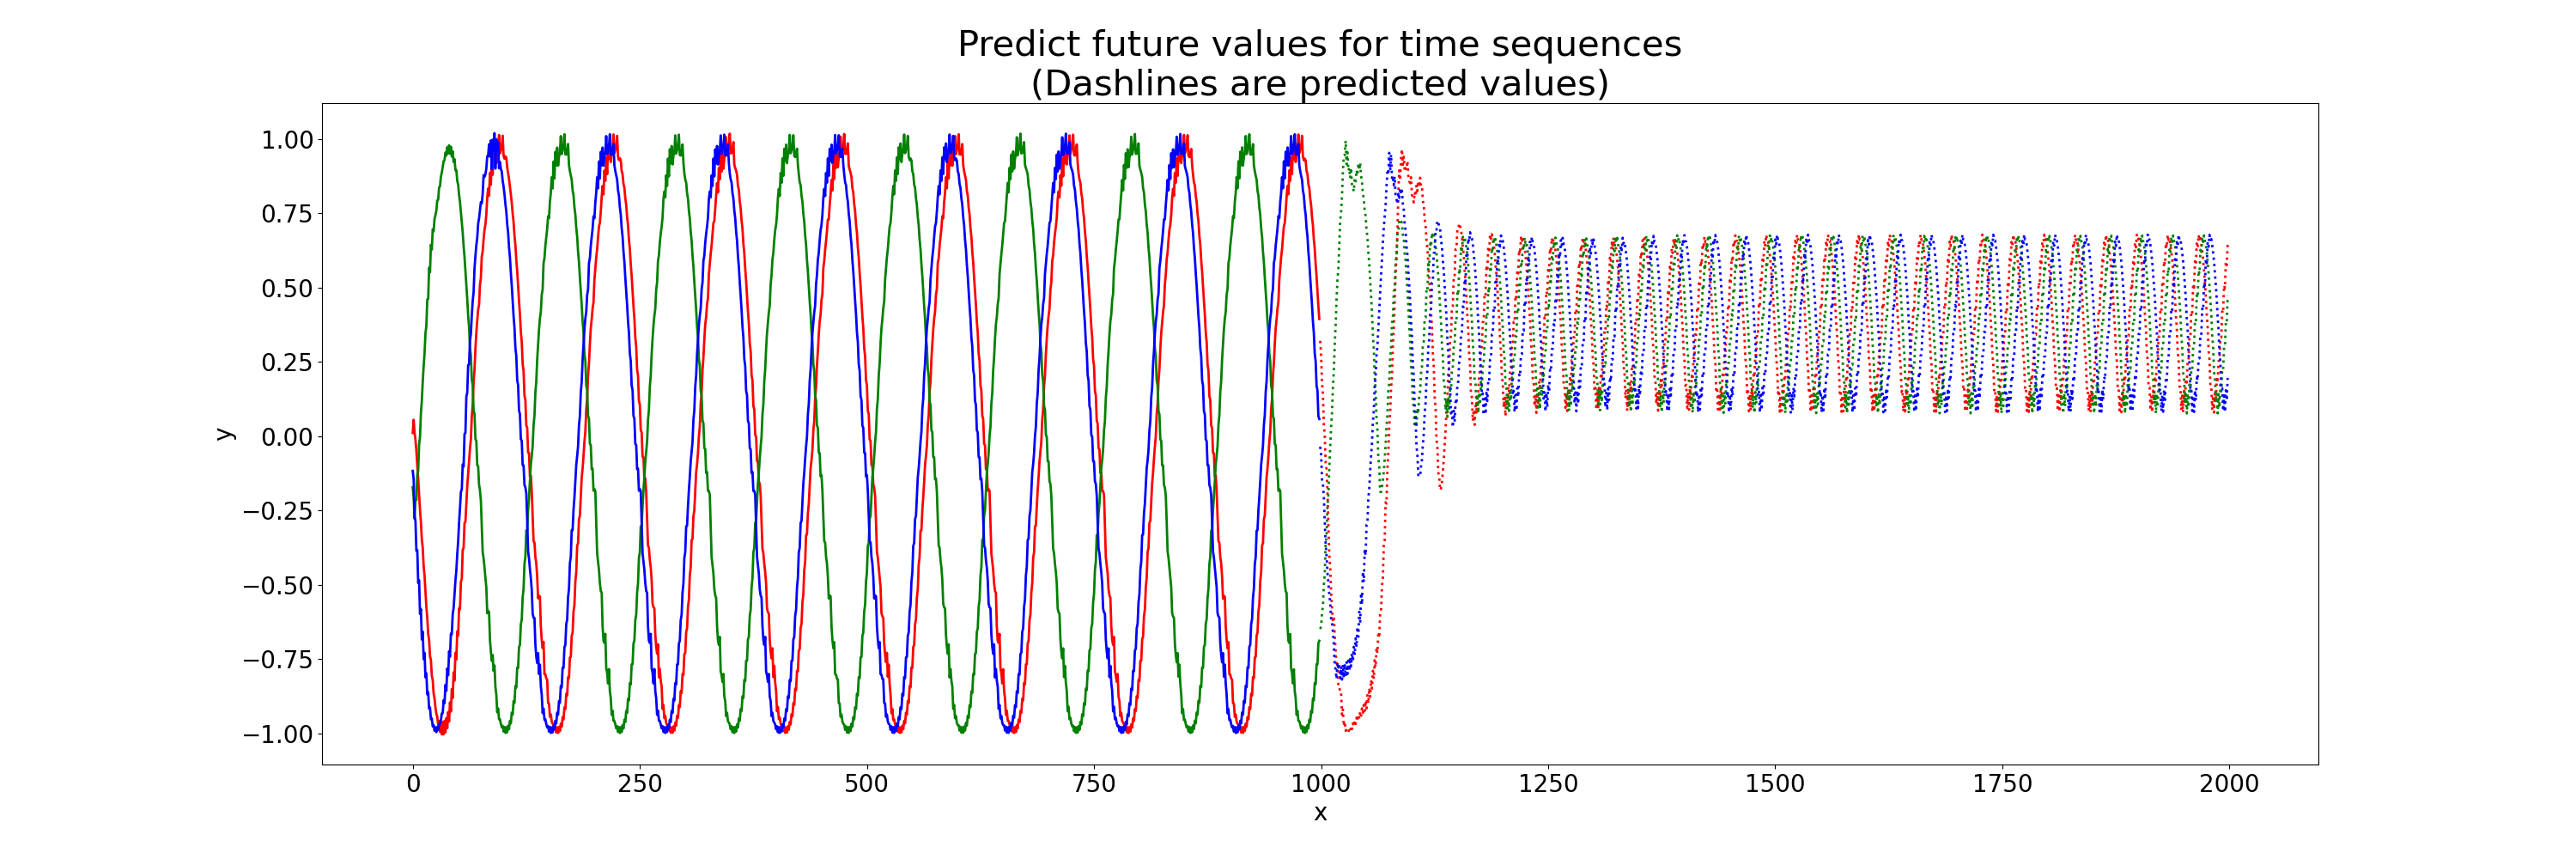 Predict future values for time sequences
(Dashlines are predicted values)
y
1.00
0.75
0.50
0.25
0.00
−0.25
−0.50
−0.75
−1.00
0 250 500 750 1000 1250 1500 1750 2000
x